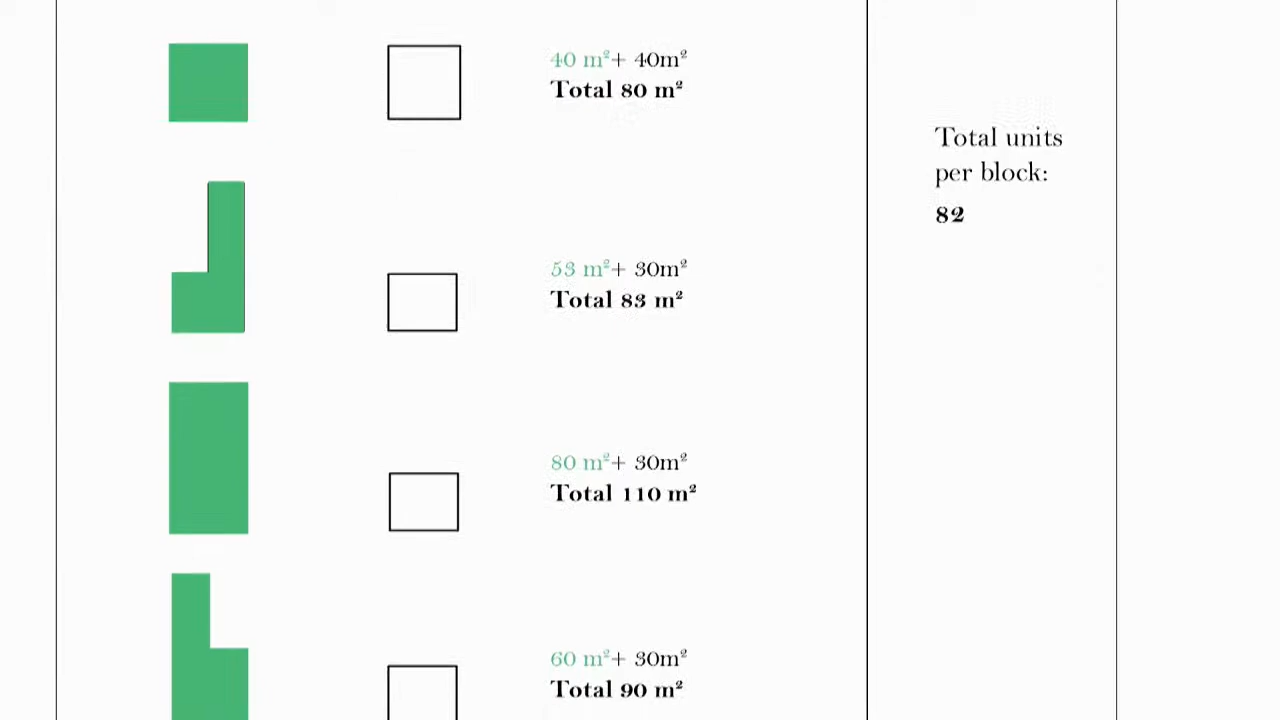 40 m²+ 40m²
Total 80 m²
Total units
per block:
82
53 m²+ 30m²
Total 83 m²
80 m²+ 30m²
Total 110 m²
60 m²+ 30m²
Total 90 m²